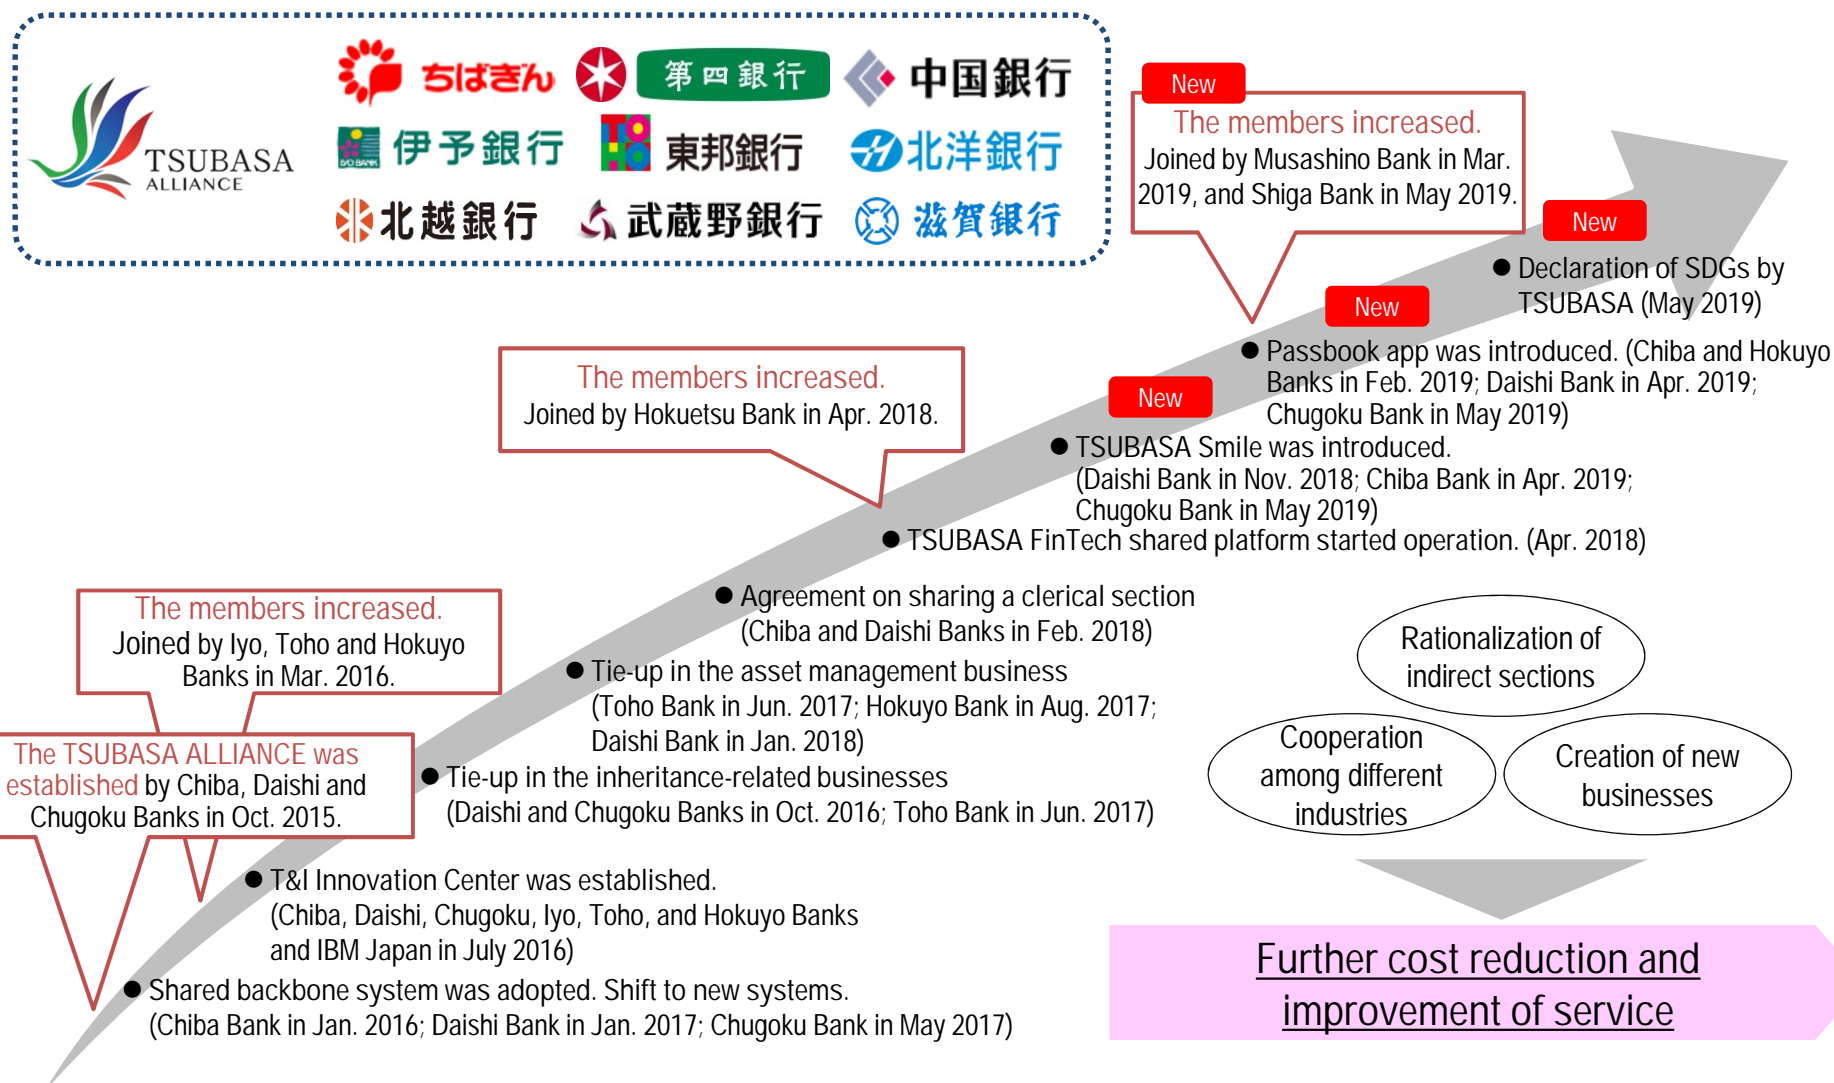 TSUBASA
ALLIANCE
ちばぎん
第四銀行
中国銀行
IYO BANK
伊予銀行
TO
HO
東邦銀行
北洋銀行
北越銀行
武蔵野銀行
滋賀銀行
New
The members increased.
Joined by Musashino Bank in Mar.
2019, and Shiga Bank in May 2019.
New
● Declaration of SDGs by
TSUBASA (May 2019)
New
● Passbook app was introduced. (Chiba and Hokuyo
Banks in Feb. 2019; Daishi Bank in Apr. 2019;
Chugoku Bank in May 2019)
The members increased.
Joined by Hokuetsu Bank in Apr. 2018.
New
● TSUBASA Smile was introduced.
(Daishi Bank in Nov. 2018; Chiba Bank in Apr. 2019;
Chugoku Bank in May 2019)
● TSUBASA FinTech shared platform started operation. (Apr. 2018)
● Agreement on sharing a clerical section
(Chiba and Daishi Banks in Feb. 2018)
The members increased.
Joined by Iyo, Toho and Hokuyo
Banks in Mar. 2016.
● Tie-up in the asset management business
(Toho Bank in Jun. 2017; Hokuyo Bank in Aug. 2017;
Daishi Bank in Jan. 2018)
The TSUBASA ALLIANCE was
established by Chiba, Daishi and
Chugoku Banks in Oct. 2015.
● Tie-up in the inheritance-related businesses
(Daishi and Chugoku Banks in Oct. 2016; Toho Bank in Jun. 2017)
● T&I Innovation Center was established.
(Chiba, Daishi, Chugoku, Iyo, Toho, and Hokuyo Banks
and IBM Japan in July 2016)
● Shared backbone system was adopted. Shift to new systems.
(Chiba Bank in Jan. 2016; Daishi Bank in Jan. 2017; Chugoku Bank in May 2017)
Rationalization of
indirect sections
Cooperation
among different
industries
Creation of new
businesses
Further cost reduction and
improvement of service